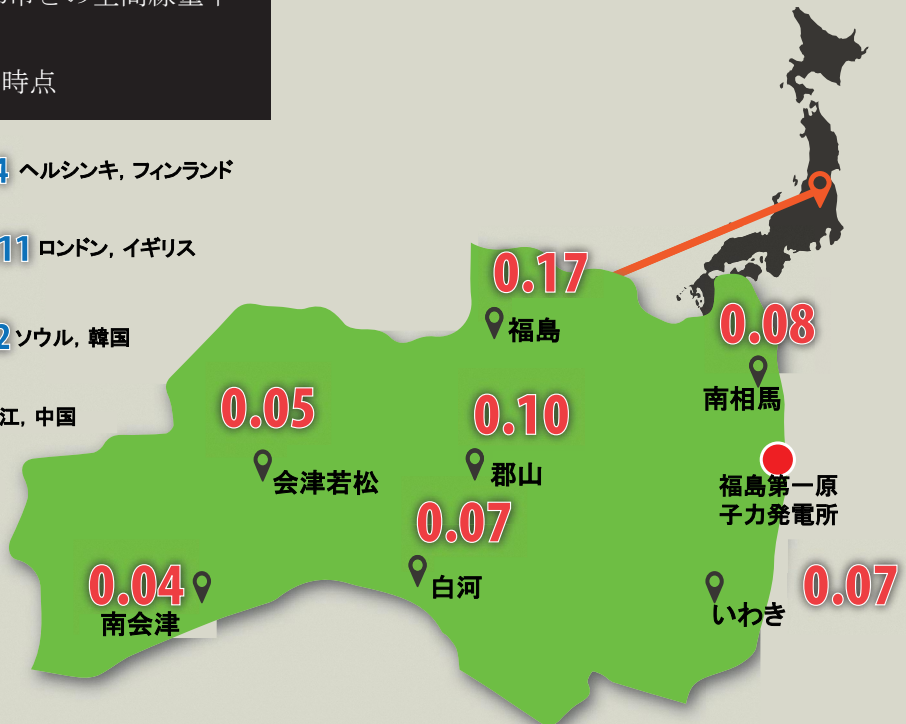 時点
ヘルシンキ, フィンランド
11 ロンドン, イギリス
ソウル, 韓国
江, 中国
0.17
福島
0.08
南相馬
0.05
会津若松
0.10
郡山
福島第一原
子力発電所
0.07
白河
0.04
南会津
いわき
0.07